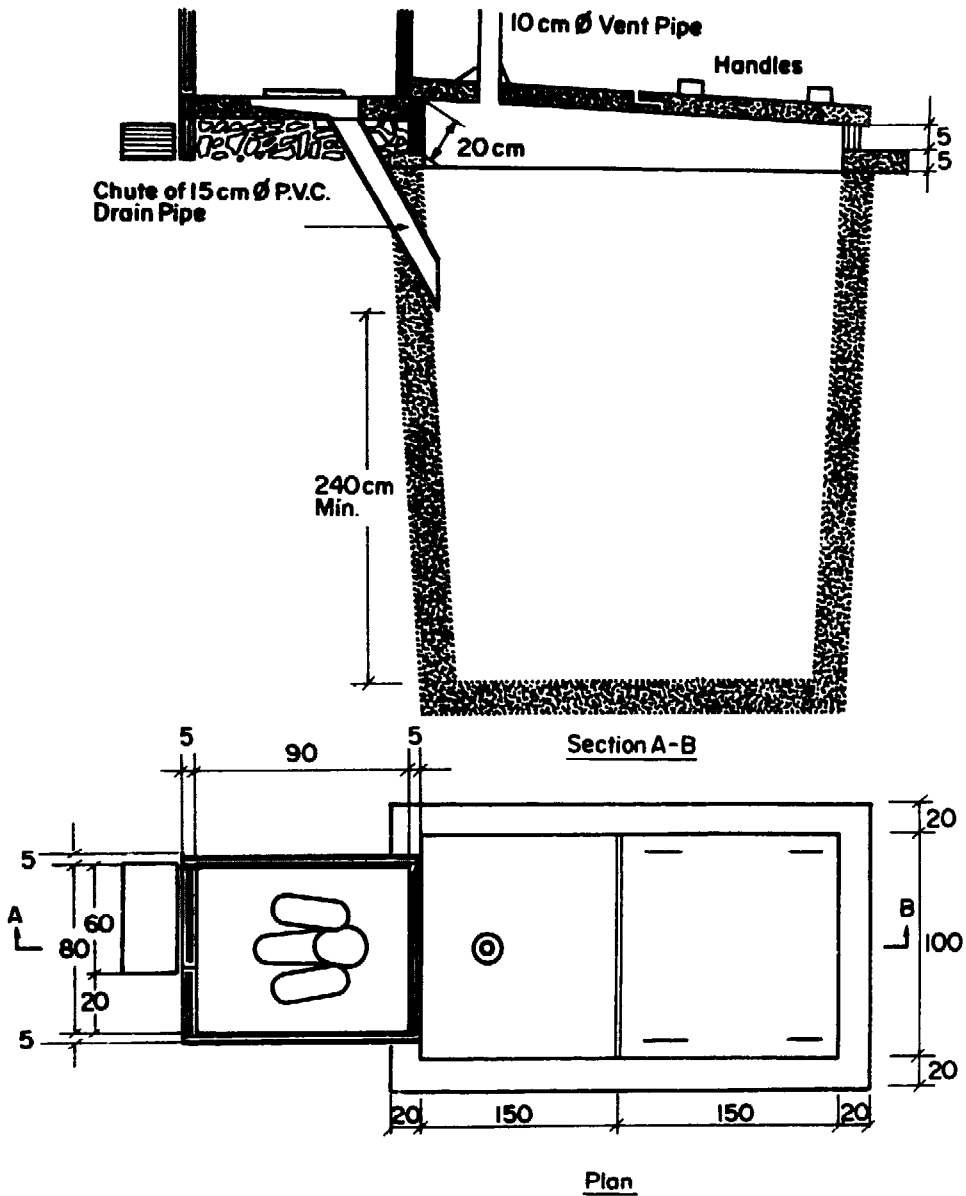 10 cm Ø Vent Pipe
Handles
20 cm
5
5
Chute of 15 cm Ø P.V.C.
Drain Pipe
240 cm
Min.
Section A-B
5
90
5
20
5
A
60
80
B
100
20
5
20
20
150
150
20
Plan